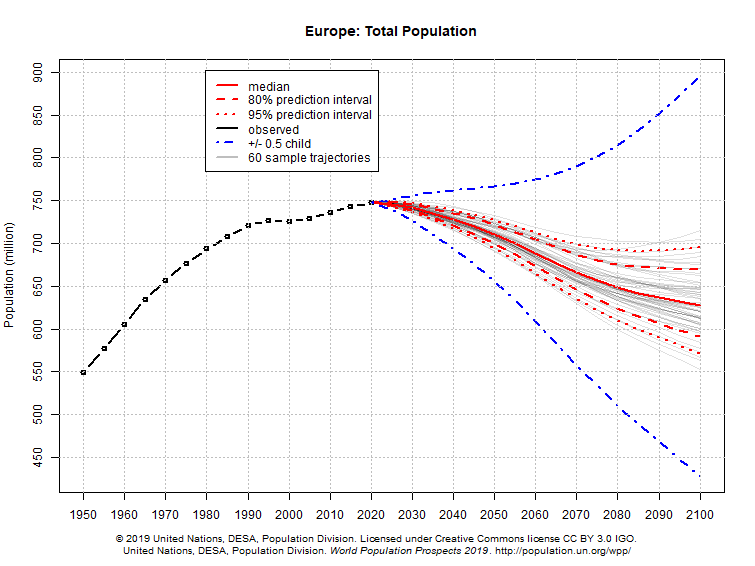 Europe: Total Population
Population (million)
900
850
800
750
700
650
600
550
500
450
median
80% prediction interval
95% prediction interval
observed
+/- 0.5 child
60 sample trajectories
1950 1960 1970 1980 1990 2000 2010 2020 2030 2040 2050 2060 2070 2080 2090 2100
© 2019 United Nations, DESA, Population Division. Licensed under Creative Commons license CC BY 3.0 IGO.
United Nations, DESA, Population Division. World Population Prospects 2019. http://population.un.org/wpp/